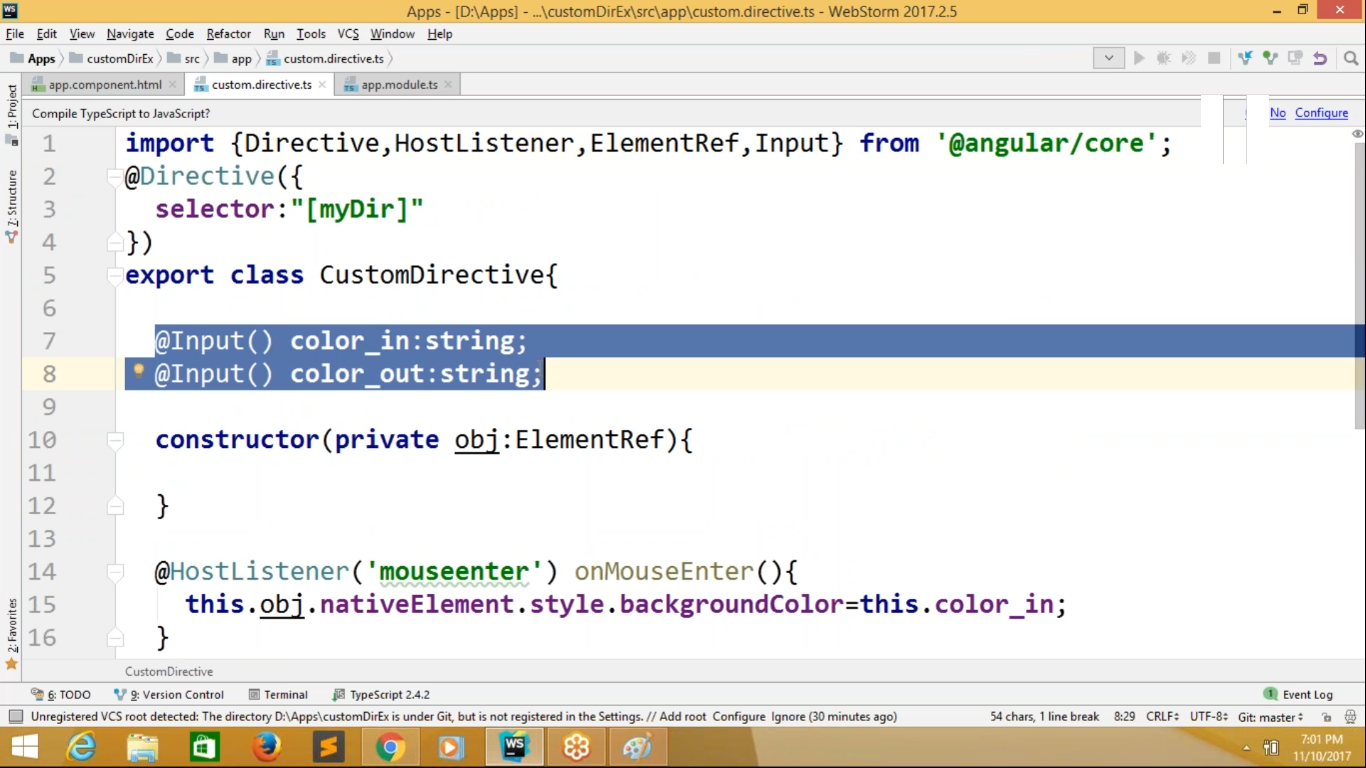 WS
Apps - [D:\Apps] - ...\customDirEx\src\app\custom.directive.ts - WebStorm 2017.2.5
File Edit View Navigate Code Refactor Run Tools VCS Window Help
Apps customDirEx src app custom.directive.ts
app.component.html custom.directive.ts app.module.ts
1: Project
7: Structure
2: Favorites
Compile TypeScript to JavaScript? No Configure
1 import {Directive,HostListener,ElementRef,Input} from '@angular/core';
2 @Directive({
3 selector:"[myDir]"
4 })
5 export class CustomDirective{
6
7 @Input() color_in:string;
8 @Input() color_out:string;
9
10 constructor(private obj:ElementRef){
11
12 }
13
14 @HostListener('mouseenter') onMouseEnter(){
15 this.obj.nativeElement.style.backgroundColor=this.color_in;
16 }
CustomDirective
6: TODO 9: Version Control Terminal TypeScript 2.4.2 1 Event Log
Unregistered VCS root detected: The directory D:\Apps\customDirEx is under Git, but is not registered in the Settings. // Add root Configure Ignore (30 minutes ago) 54 chars, 1 line break 8:29 CRLF UTF-8 Git: master
WS
7:01 PM
11/10/2017